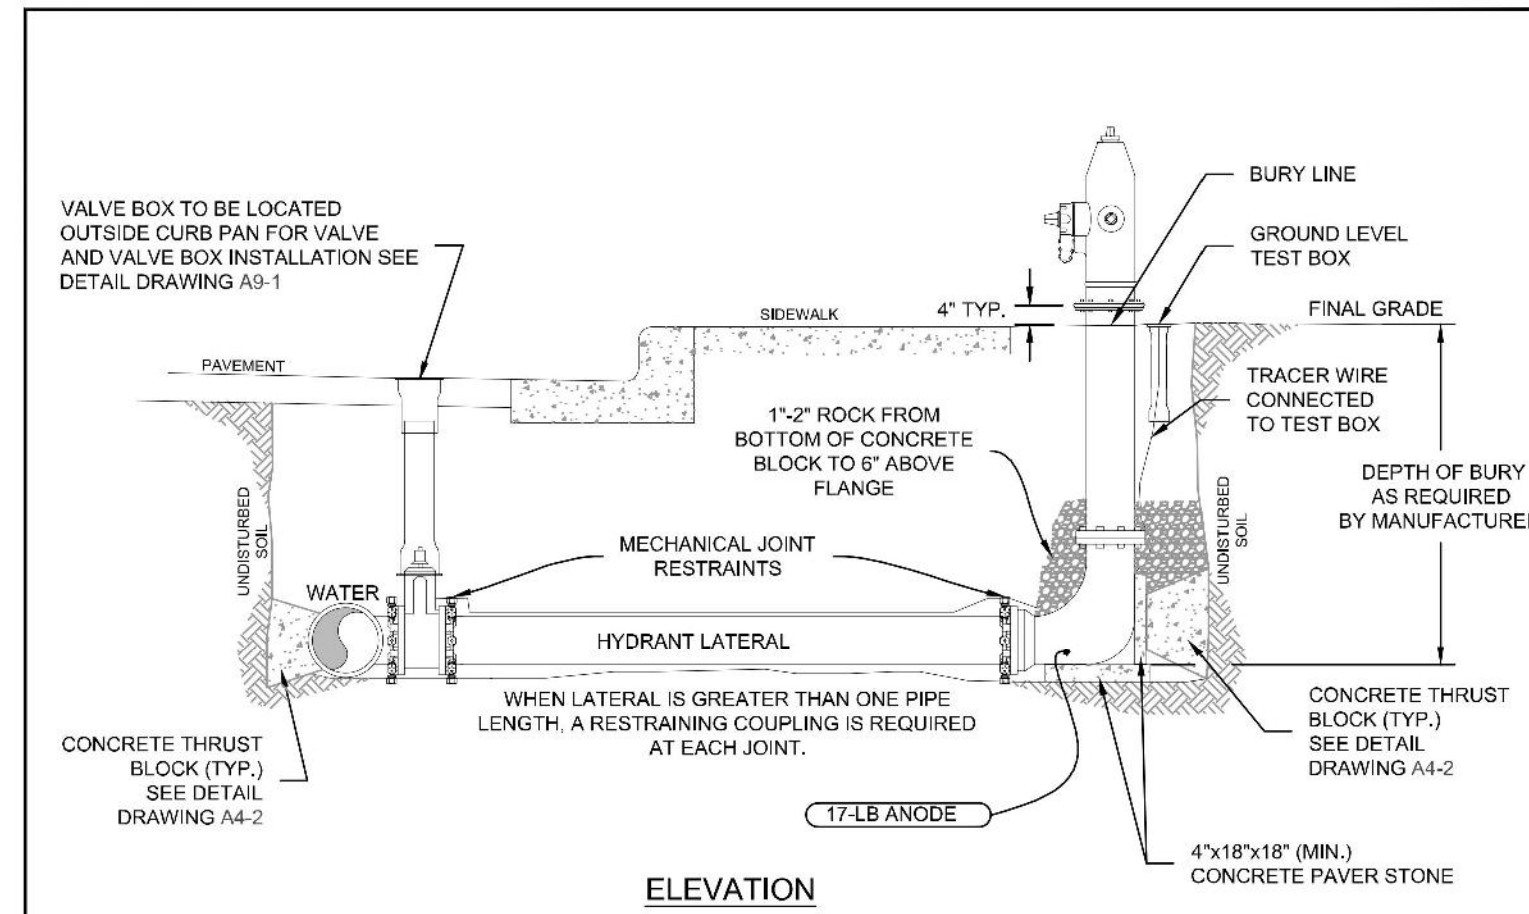 VALVE BOX TO BE LOCATED
OUTSIDE CURB PAN FOR VALVE
AND VALVE BOX INSTALLATION SEE
DETAIL DRAWING A9-1
BURY LINE
GROUND LEVEL
TEST BOX
4" TYP.
SIDEWALK
FINAL GRADE
PAVEMENT
TRACER WIRE
CONNECTED
TO TEST BOX
1"-2" ROCK FROM
BOTTOM OF CONCRETE
BLOCK TO 6" ABOVE
FLANGE
DEPTH OF BURY
AS REQUIRED
BY MANUFACTURER
UNDISTURBED
SOIL
UNDISTURBED
SOIL
MECHANICAL JOINT
RESTRAINTS
WATER
HYDRANT LATERAL
WHEN LATERAL IS GREATER THAN ONE PIPE
LENGTH, A RESTRAINING COUPLING IS REQUIRED
AT EACH JOINT.
CONCRETE THRUST
BLOCK (TYP.)
SEE DETAIL
DRAWING A4-2
CONCRETE THRUST
BLOCK (TYP.)
SEE DETAIL
DRAWING A4-2
17-LB ANODE
4"x18"x18" (MIN.)
CONCRETE PAVER STONE
ELEVATION